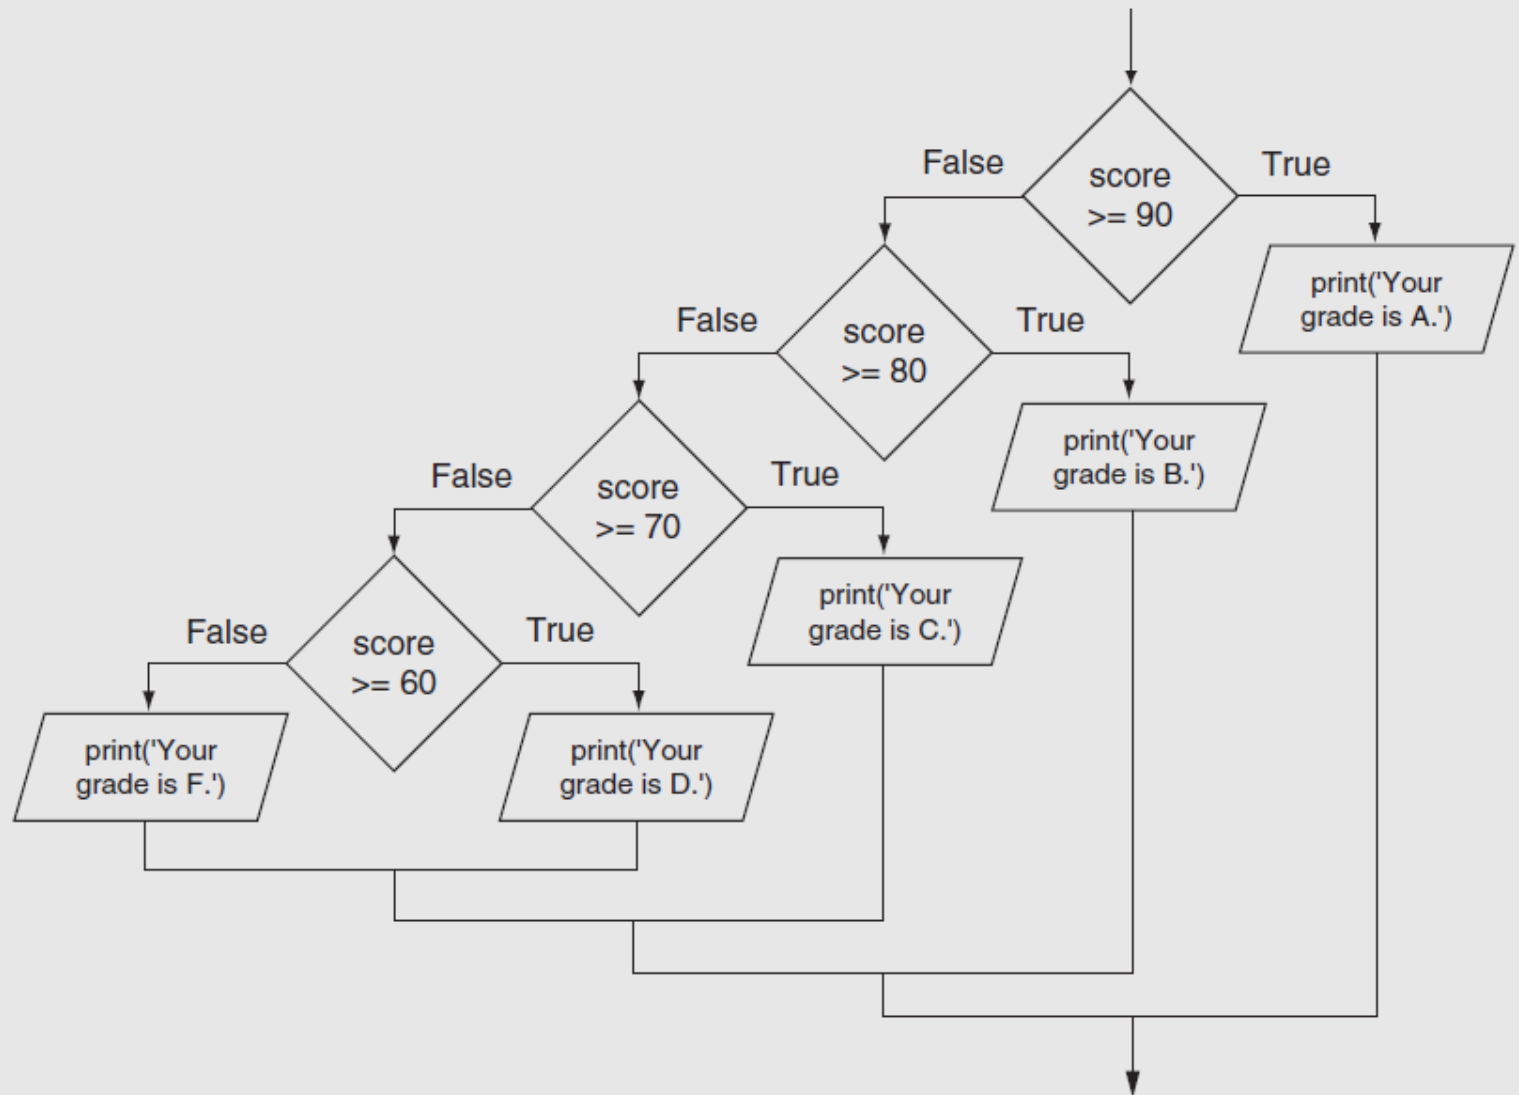 False
score
>= 90
True
print('Your
grade is A.')
False
score
>= 80
True
print('Your
grade is B.')
False
score
>= 70
True
print('Your
grade is C.')
False
score
>= 60
True
print('Your
grade is F.')
print('Your
grade is D.')